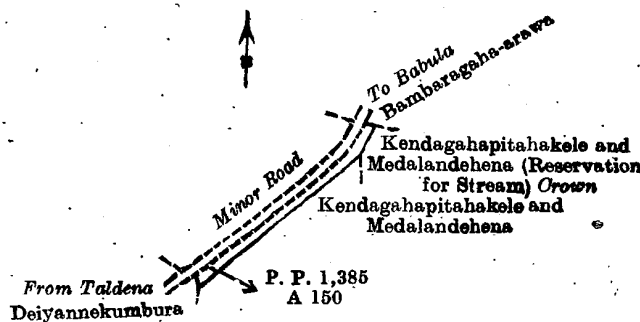 To Babula
Bambaragaha-arawa
Kendagahapitahakele and
Medalandehena (Reservation
for Stream) Crown
Kendagahapitahakele and
Medalandehena
Minor Road
P. P. 1,385
A 150
From Taldena
Deiyannekumbura